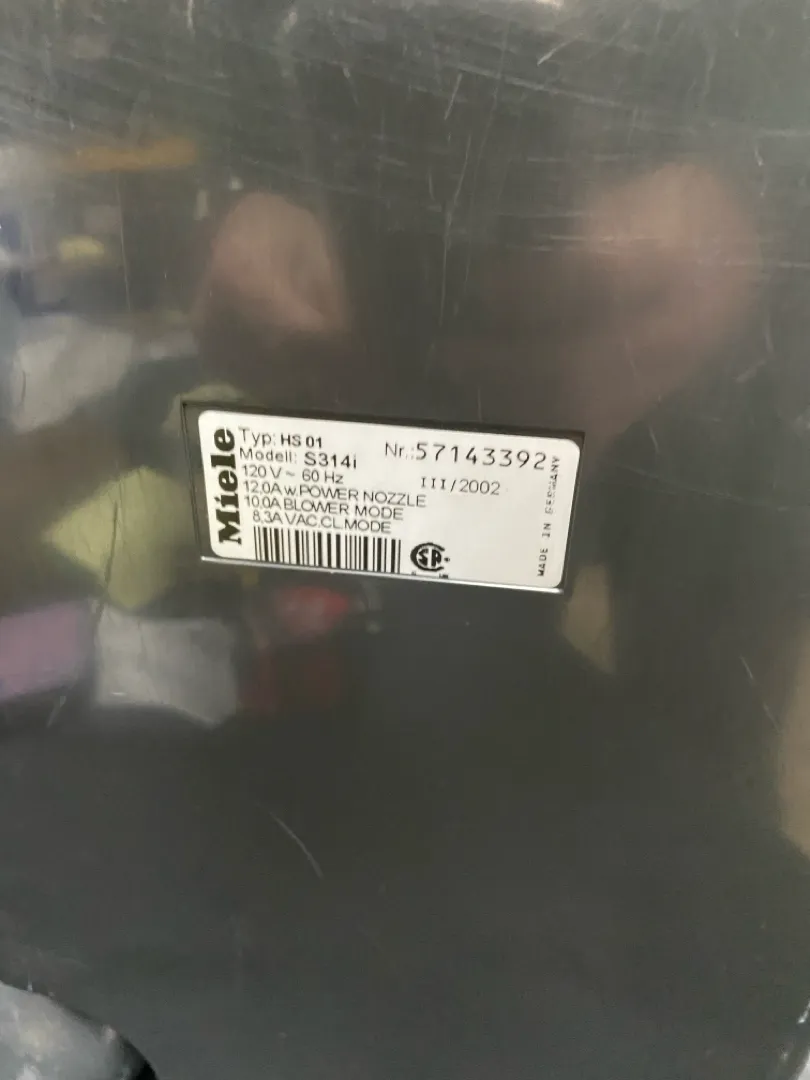 Miele
Typ: HS 01
Modell: S314i
Nr.:57143392
120 V ~ 60 Hz
III/2002
12,0A w.POWER NOZZLE
10,0A BLOWER MODE
8,3A VAC.CL.MODE
MADE IN GERMANY